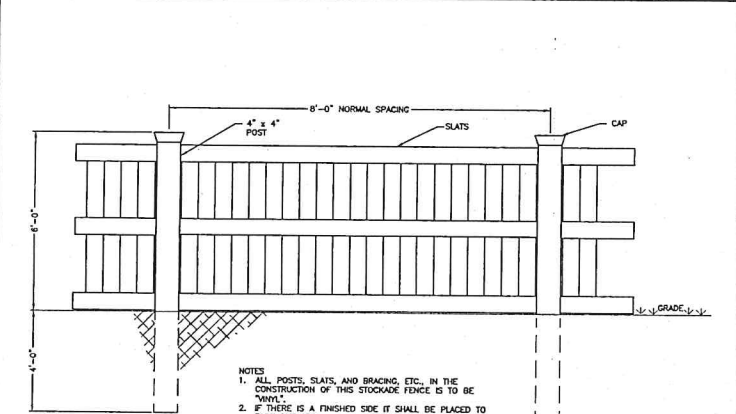 8'-0" NORMAL SPACING
4" x 4"
POST
SLATS
CAP
6'-0"
GRADE
4'-0"
NOTES
1. ALL POSTS, SLATS, AND BRACING, ETC., IN THE
CONSTRUCTION OF THIS STOCKADE FENCE IS TO BE
"VINYL".
2. IF THERE IS A FINISHED SIDE IT SHALL BE PLACED TO